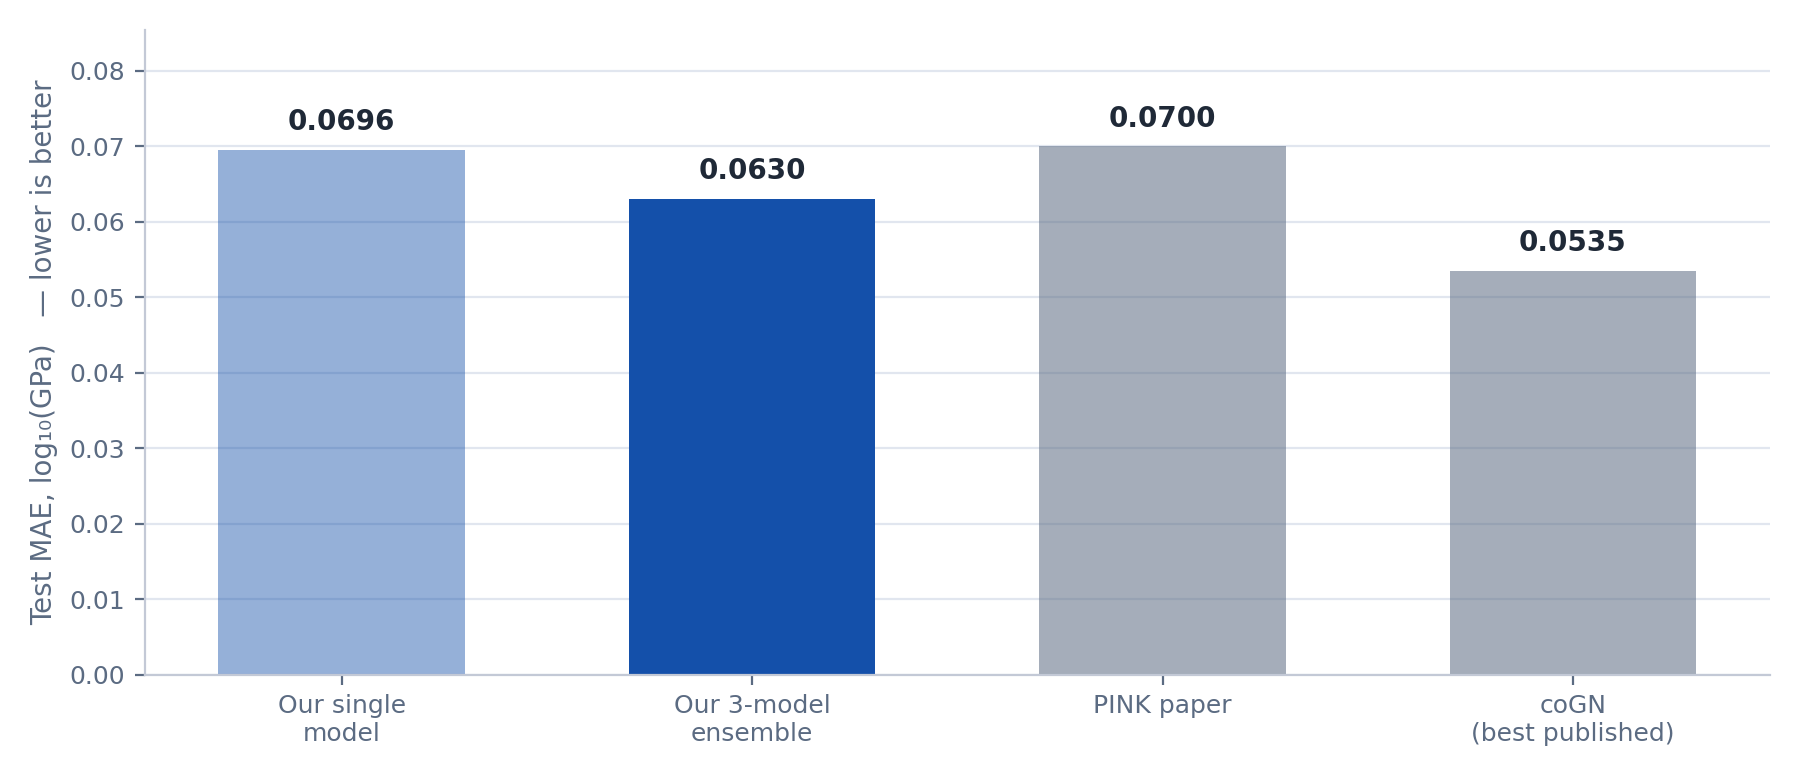 Test MAE, log₁₀(GPa) — lower is better
0.08
0.07
0.06
0.05
0.04
0.03
0.02
0.01
0.00
0.0696
0.0630
0.0700
0.0535
Our single
model
Our 3-model
ensemble
PINK paper
coGN
(best published)